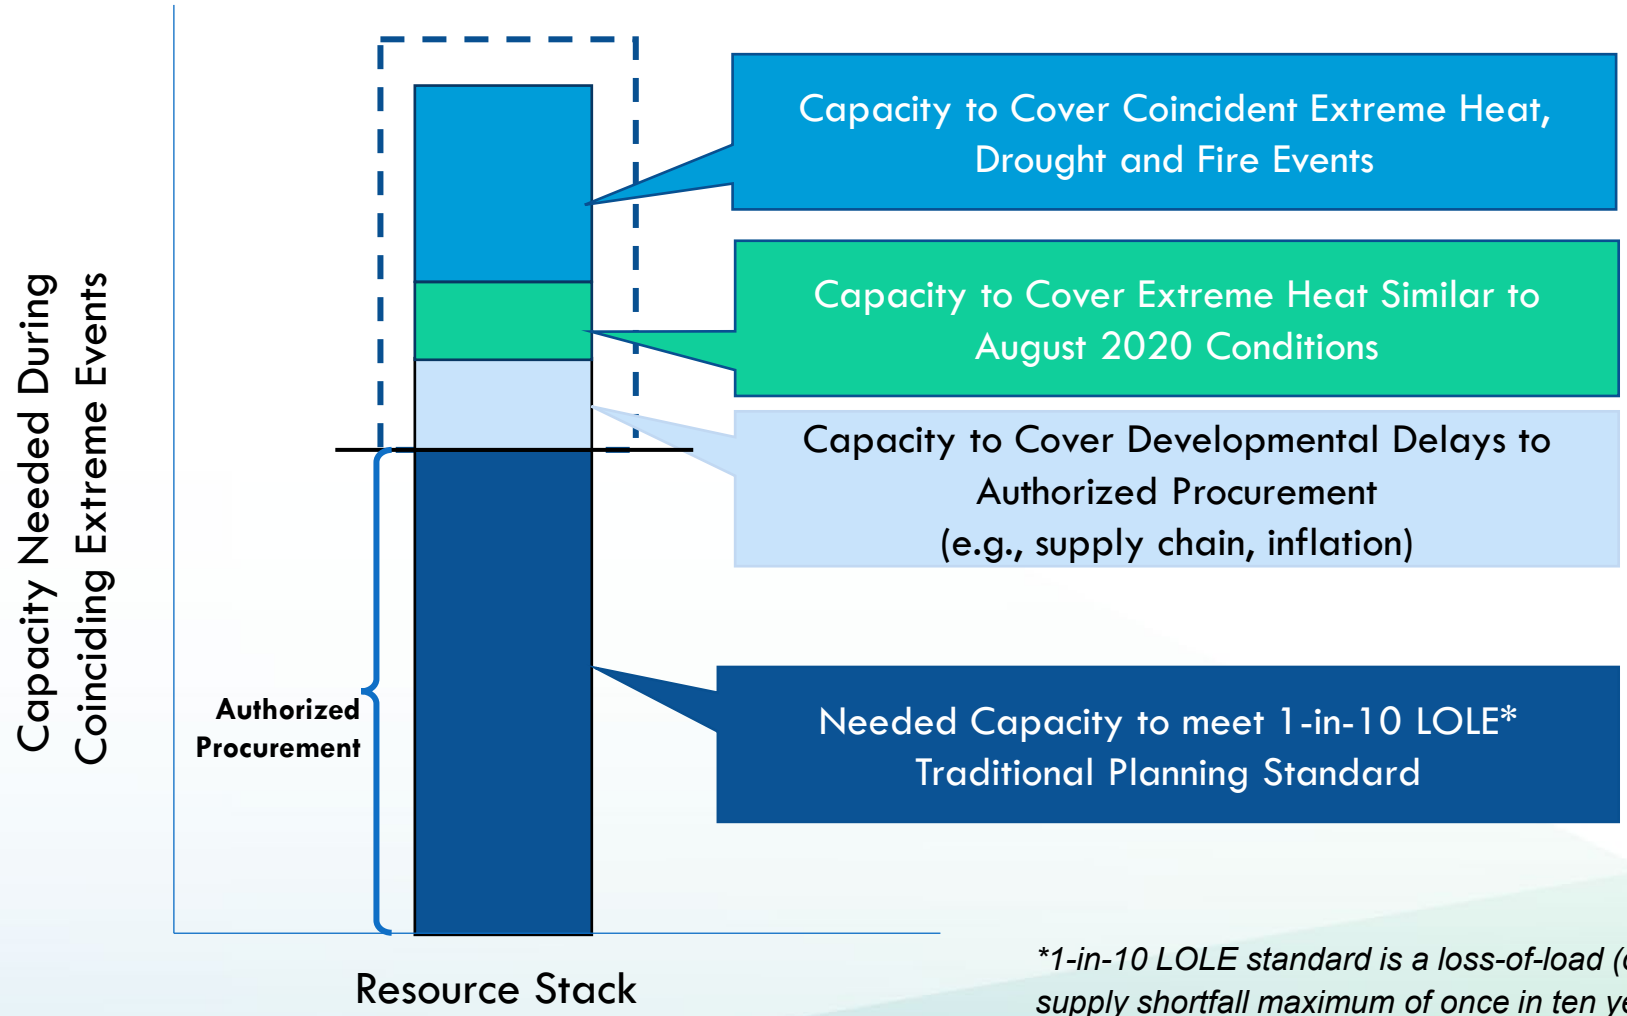 Capacity Needed During
Coinciding Extreme Events
Capacity to Cover Coincident Extreme Heat,
Drought and Fire Events
Capacity to Cover Extreme Heat Similar to
August 2020 Conditions
Capacity to Cover Developmental Delays to
Authorized Procurement
(e.g., supply chain, inflation)
Authorized
Procurement
Needed Capacity to meet 1-in-10 LOLE*
Traditional Planning Standard
Resource Stack
*1-in-10 LOLE standard is a loss-of-load
supply shortfall maximum of once in ten